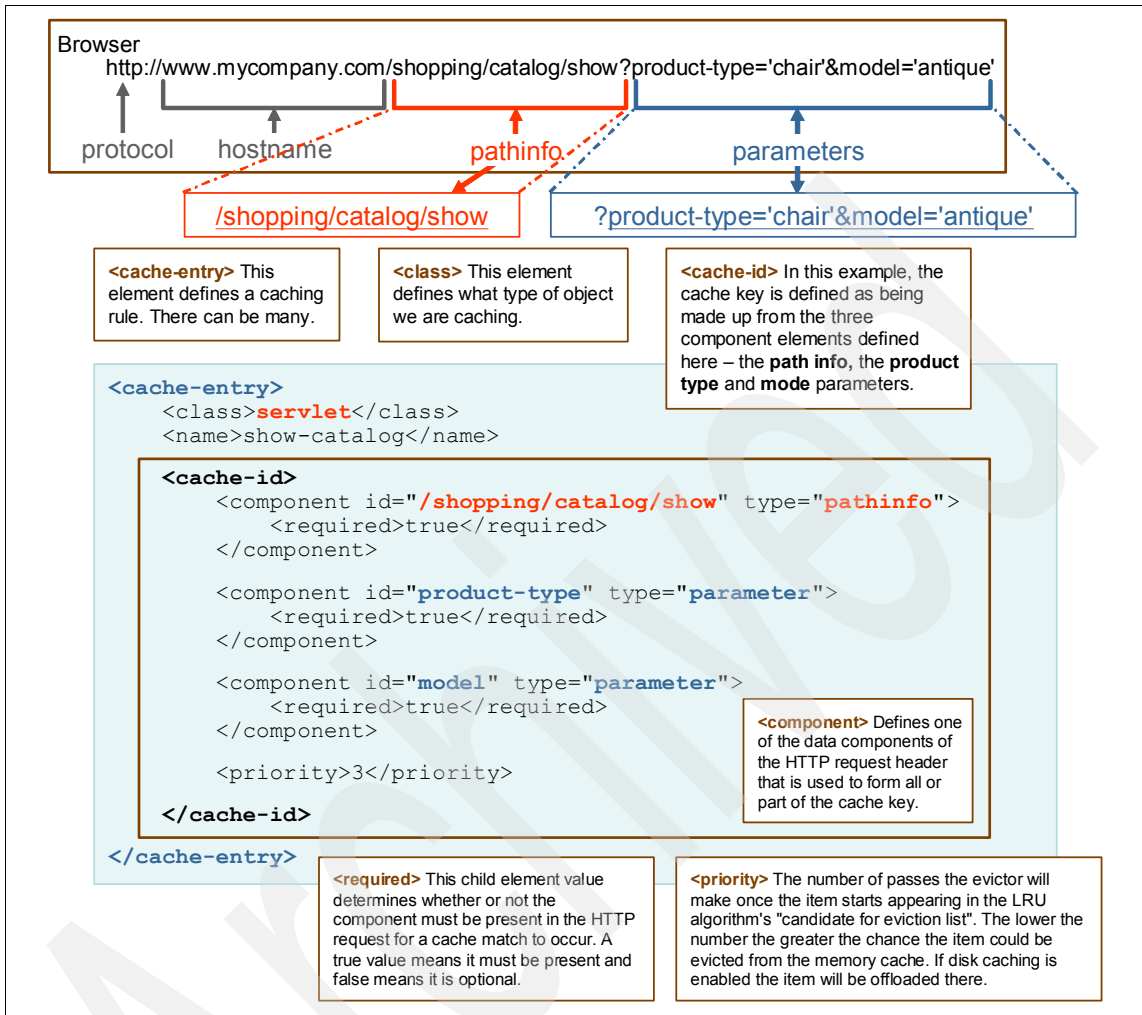 Browser
http://www.mycompany.com/shopping/catalog/show?product-type='chair'&model='antique'
protocol hostname pathinfo parameters
/shopping/catalog/show ?product-type='chair'&model='antique'
<cache-entry> This
element defines a caching
rule. There can be many.
<class> This element
defines what type of object
we are caching.
<cache-id> In this example, the
cache key is defined as being
made up from the three
component elements defined
here – the path info, the product
type and mode parameters.
<cache-entry>
<class>servlet</class>
<name>show-catalog</name>
<cache-id>
<component id="/shopping/catalog/show" type="pathinfo">
<required>true</required>
</component>
<component id="product-type" type="parameter">
<required>true</required>
</component>
<component id="model" type="parameter">
<required>true</required>
</component>
<priority>3</priority>
</cache-id>
</cache-entry>
<component> Defines one
of the data components of
the HTTP request header
that is used to form all or
part of the cache key.
<required> This child element value
determines whether or not the
component must be present in the HTTP
request for a cache match to occur. A
true value means it must be present and
false means it is optional.
<priority> The number of passes the evictor will
make once the item starts appearing in the LRU
algorithm's "candidate for eviction list". The lower the
number the greater the chance the item could be
evicted from the memory cache. If disk caching is
enabled the item will be offloaded there.
Archived